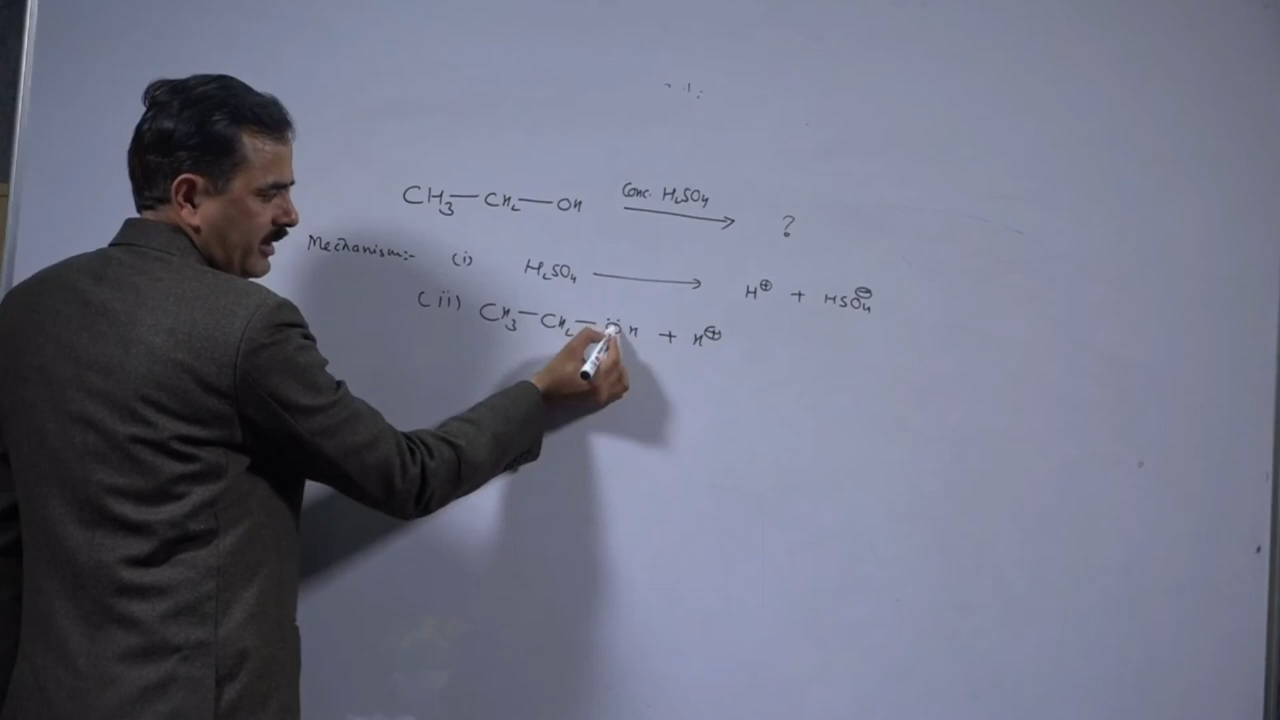 CH₃—CH₂—OH Conc. H₂SO₄ → ?
Mechanism:- (i) H₂SO₄ → H⊕ + HSO₄⊖
(ii) CH₃—CH₂—ÖH + H⊕